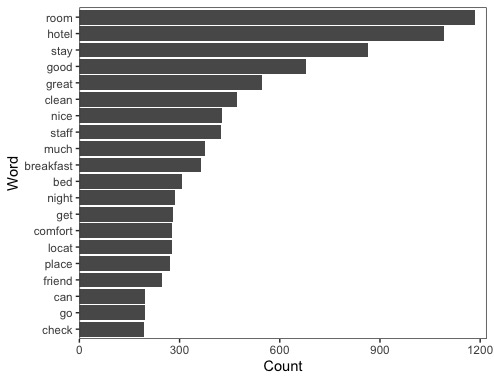 room
hotel
stay
good
great
clean
nice
staff
much
breakfast
bed
night
get
comfort
locat
place
friend
can
go
check
Word
0 300 600 900 1200
Count